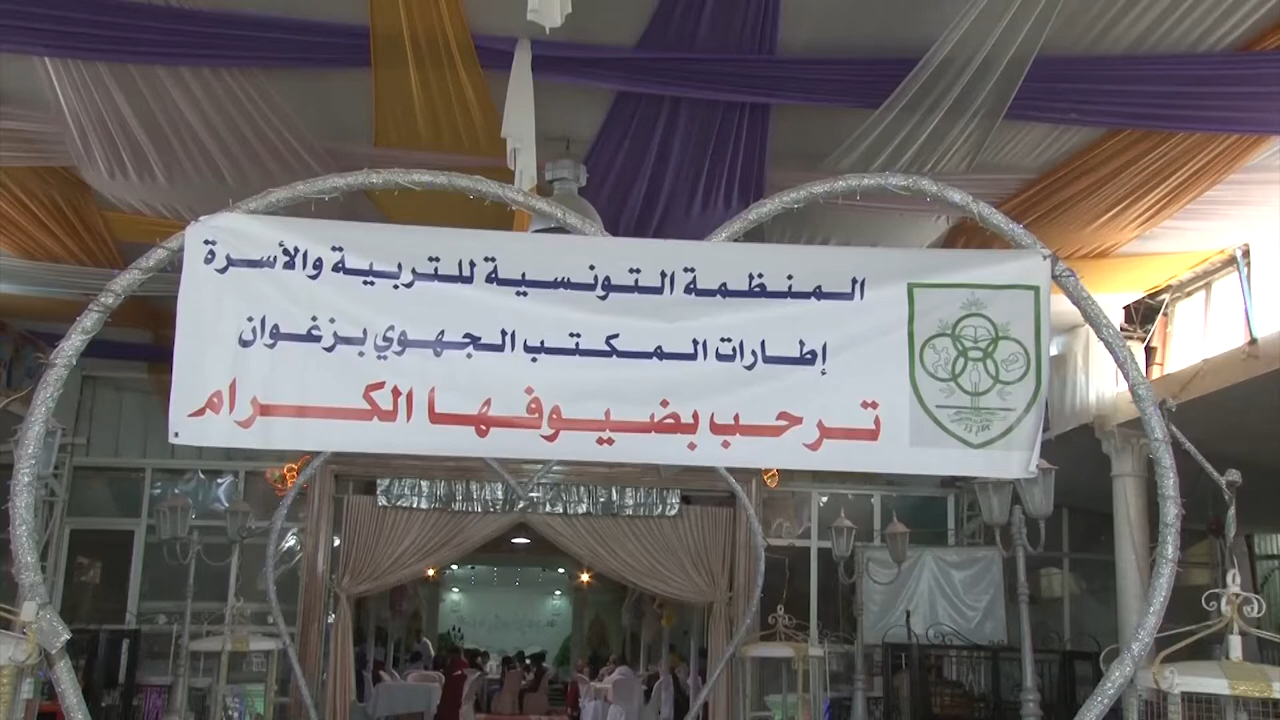 المنظمة التونسية للتربية والأسرة
إطارات المكتب الجهوي بزغوان
ترحب بضيوفها الكرام